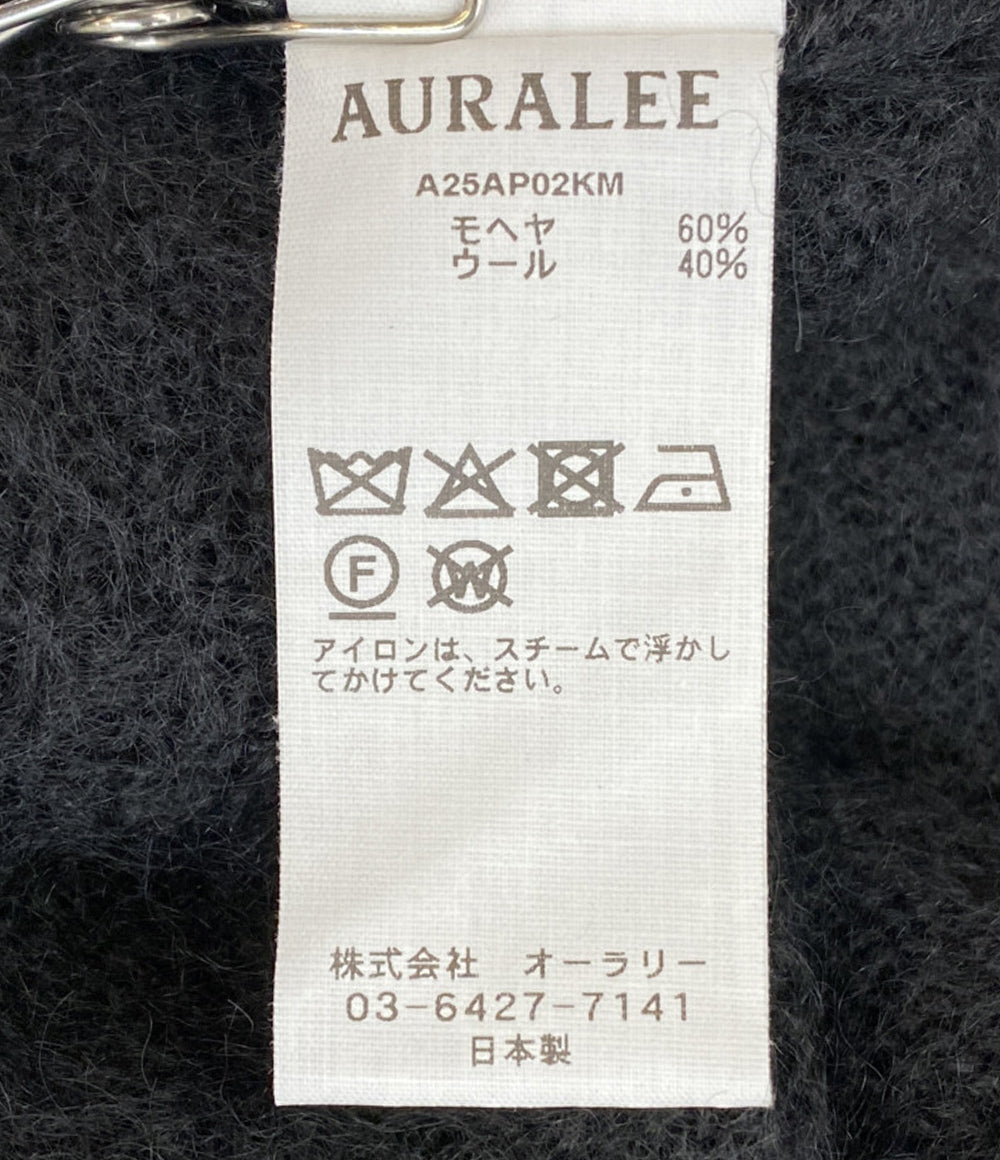 AURALEE
A25AP02KM
モヘヤ 60%
ウール 40%
F W
アイロンは、スチームで浮かし
てかけてください。
株式会社 オーラリー
03-6427-7141
日本製